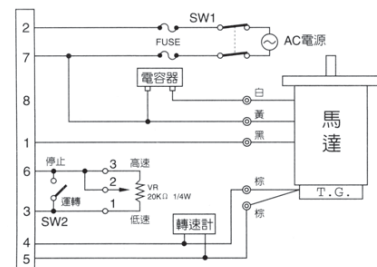 SW1
2
FUSE
AC電源
7
電容器
8
白
黃
1
黑
馬達
6
停止
3
高速
2
VR
20KΩ 1/4W
運轉
3
1
低速
SW2
棕
T.G.
轉速計
棕
4
5